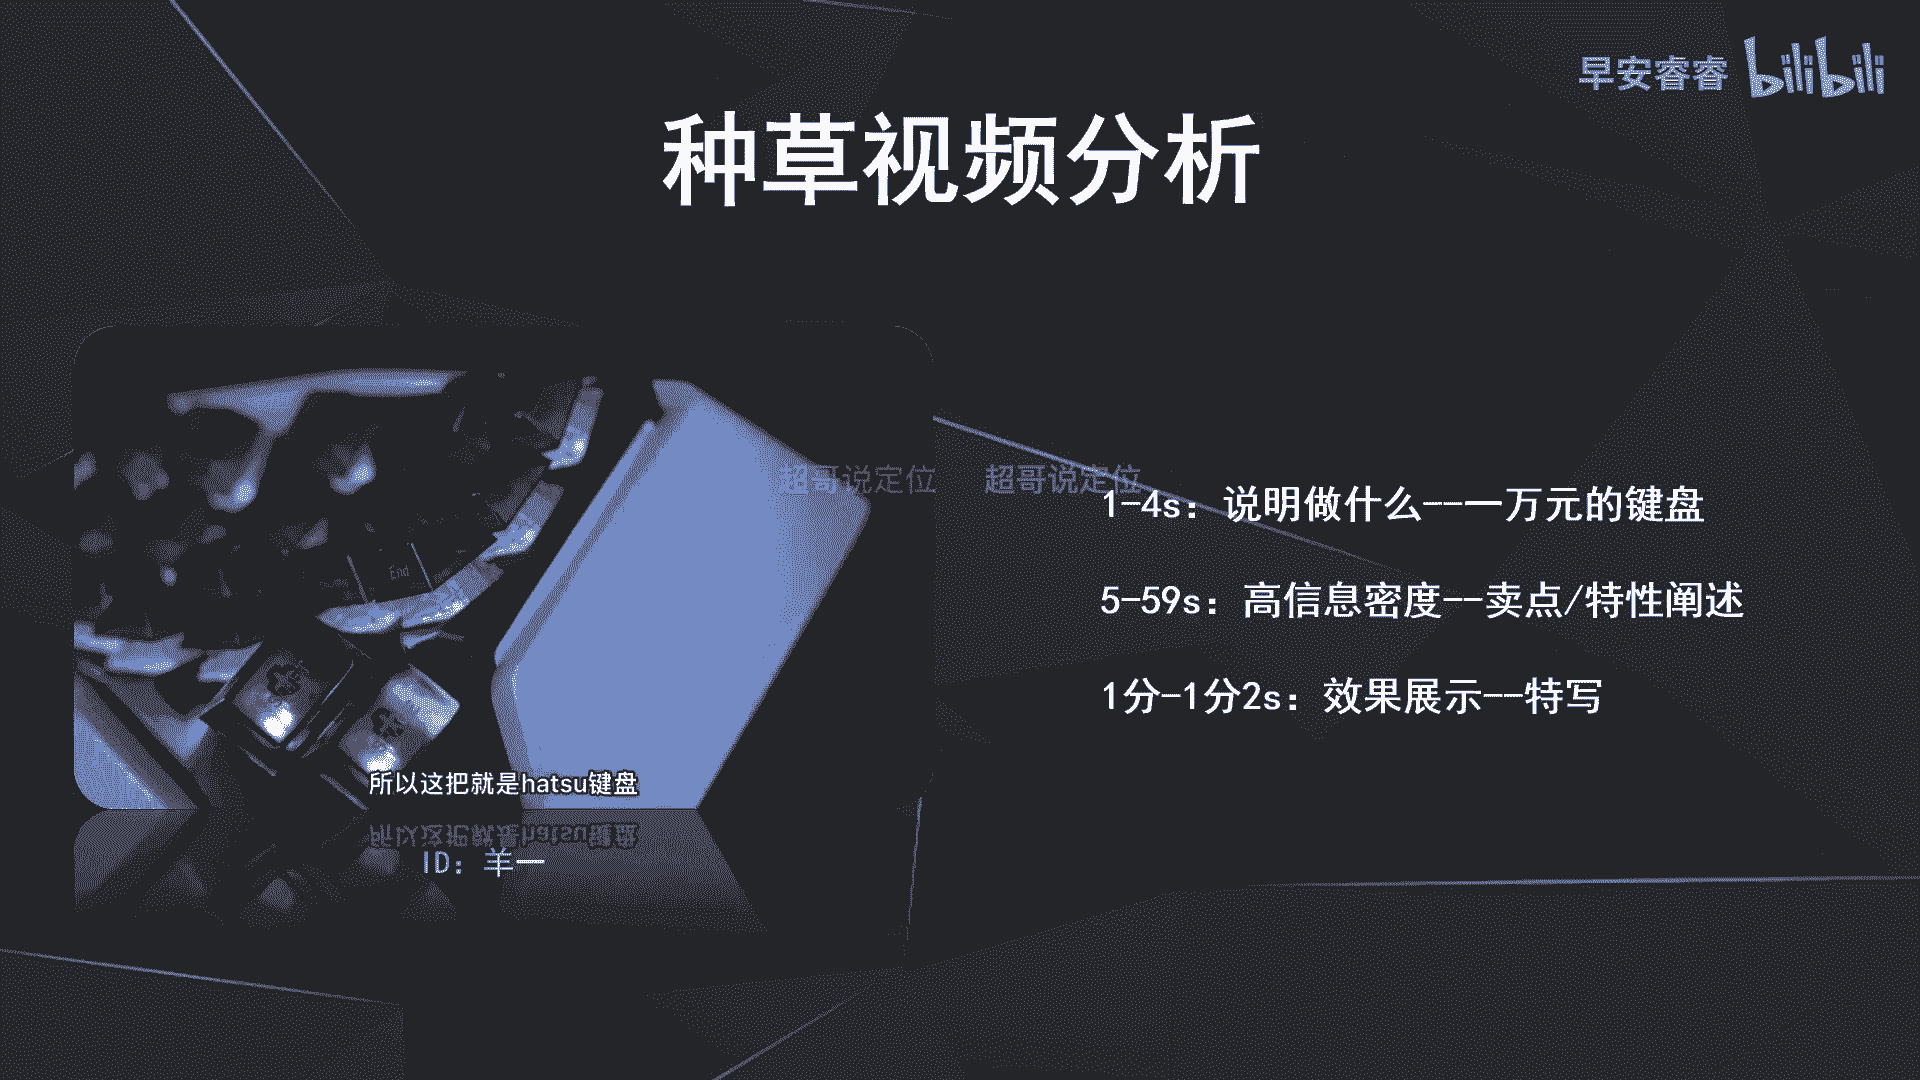 早安睿睿 bilibili
种草视频分析
超哥说定位 超哥说定位
1-4s：说明做什么--一万元的键盘
5-59s：高信息密度--卖点/特性阐述
1分-1分2s：效果展示--特写
End
所以这把就是hatsu键盘
所以这把就是hatsu键盘
ID：羊一